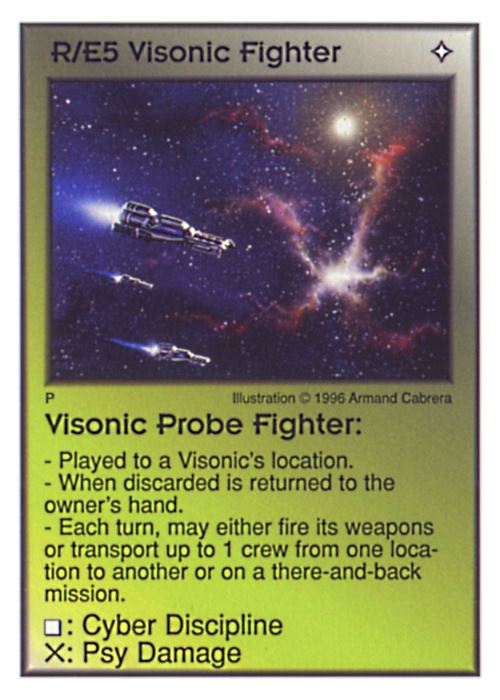 R/E5 Visonic Fighter
P
Illustration © 1996 Armand Cabrera
Visonic Probe Fighter:
- Played to a Visonic's location.
- When discarded is returned to the
owner's hand.
- Each turn, may either fire its weapons
or transport up to 1 crew from one loca-
tion to another or on a there-and-back
mission.
□: Cyber Discipline
X: Psy Damage